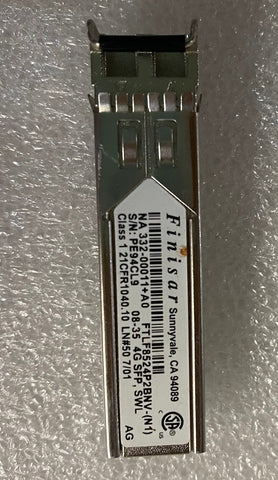 Finisar
Sunnyvale, CA 94089
FTLF8524P2BNV-(N1)
NA 332-00011+A0
S/N: PE94CL9 08-35 4G SFP, SWL
Class 1 21CFR1040.10 LN#50 7/01
AG
C US